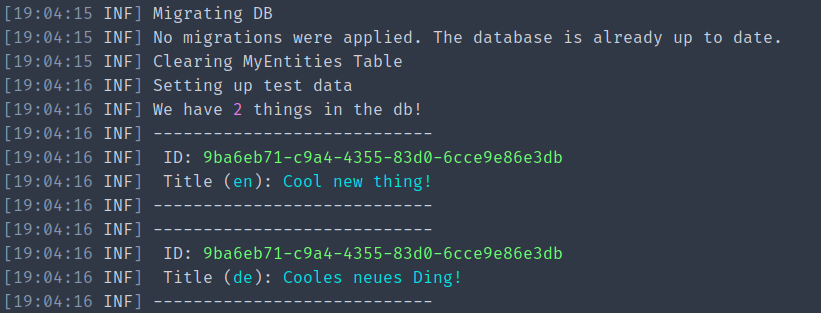 [19:04:15 INF] Migrating DB
[19:04:15 INF] No migrations were applied. The database is already up to date.
[19:04:15 INF] Clearing MyEntities Table
[19:04:16 INF] Setting up test data
[19:04:16 INF] We have 2 things in the db!
[19:04:16 INF] ----------------------------
[19:04:16 INF]  ID: 9ba6eb71-c9a4-4355-83d0-6cce9e86e3db
[19:04:16 INF]  Title (en): Cool new thing!
[19:04:16 INF] ----------------------------
[19:04:16 INF] ----------------------------
[19:04:16 INF]  ID: 9ba6eb71-c9a4-4355-83d0-6cce9e86e3db
[19:04:16 INF]  Title (de): Cooles neues Ding!
[19:04:16 INF] ----------------------------